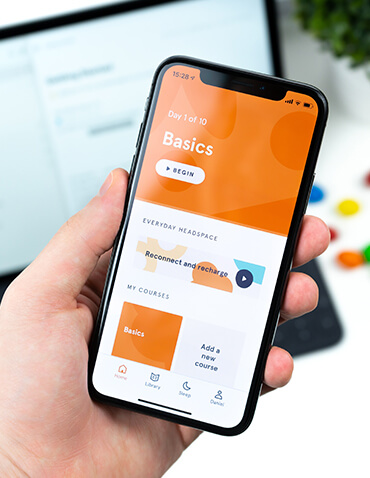 15:28
Day 1 of 10
Basics
BEGIN
EVERYDAY HEADSPACE
Reconnect and recharge
MY COURSES
Basics
Add a
new
course
Home
Library
Sleep
Daniel